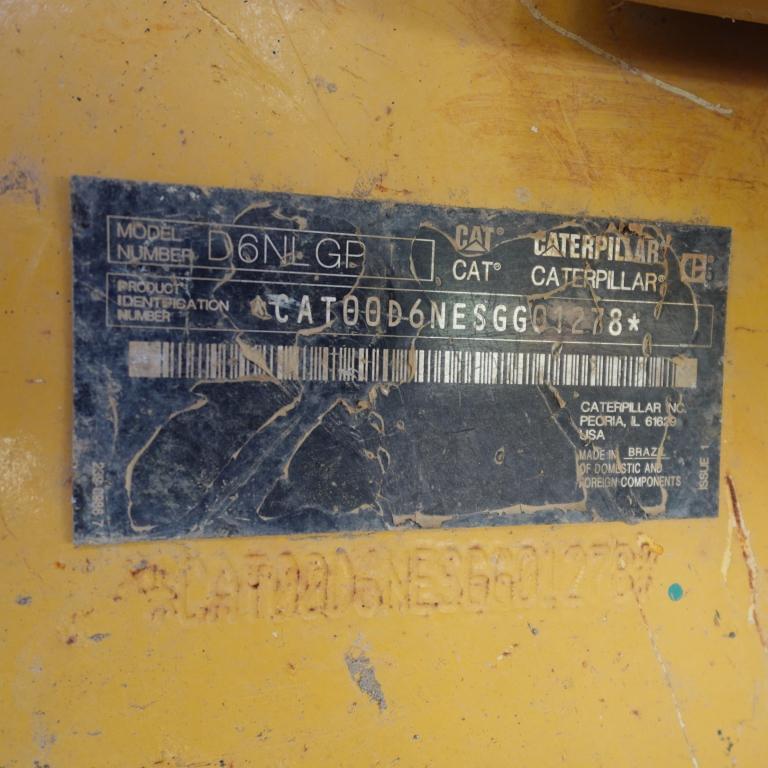 MODEL NUMBER D6N LGP
CAT® CATERPILLAR
CAT® CATERPILLAR®
PRODUCT IDENTIFICATION NUMBER *CAT00D6NESGG01278*
CATERPILLAR INC.
PEORIA, IL 61629
USA
MADE IN BRAZIL
OF DOMESTIC AND
FOREIGN COMPONENTS
ISSUE 1
*CAT00D6NESGG01278*